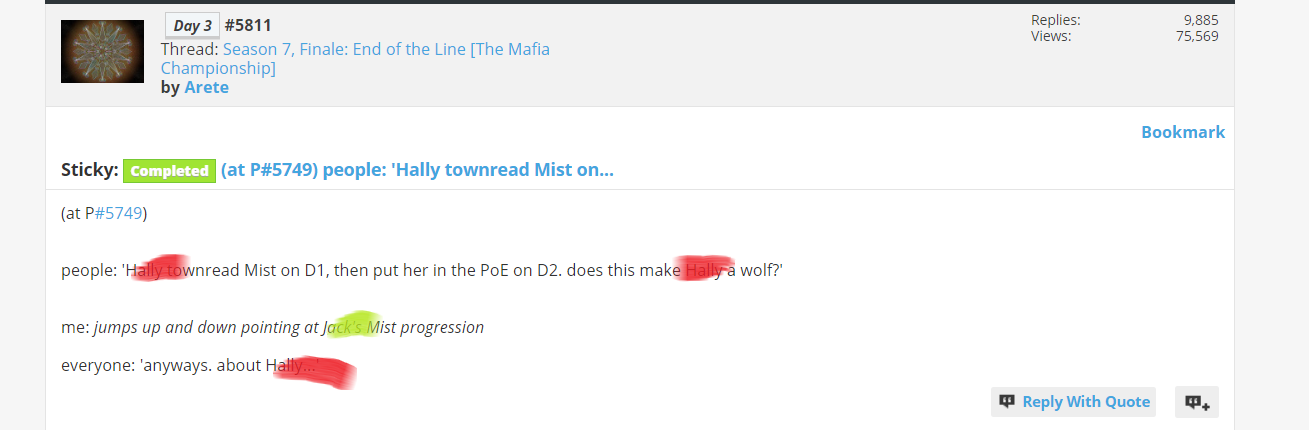 Day 3 #5811
Thread: Season 7, Finale: End of the Line [The Mafia
Championship]
by Arete
Replies: 9,885
Views: 75,569
Bookmark
Sticky: Completed (at P#5749) people: 'Hally townread Mist on...
(at P#5749)
people: 'Hally townread Mist on D1, then put her in the PoE on D2. does this make Hally a wolf?'
me: jumps up and down pointing at Jack's Mist progression
everyone: 'anyways. about Hally...'
Reply With Quote